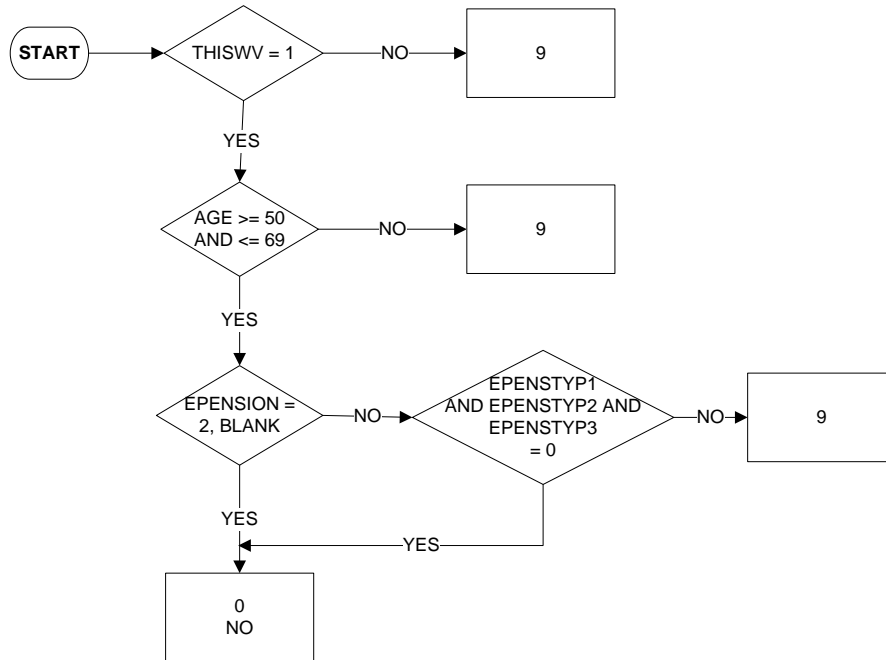 START
THISWV = 1
NO
9
YES
AGE >= 50
AND <= 69
NO
9
YES
EPENSION =
2, BLANK
NO
EPENSTYP1
AND EPENSTYP2 AND
EPENSTYP3
= 0
NO
9
YES
YES
0
NO